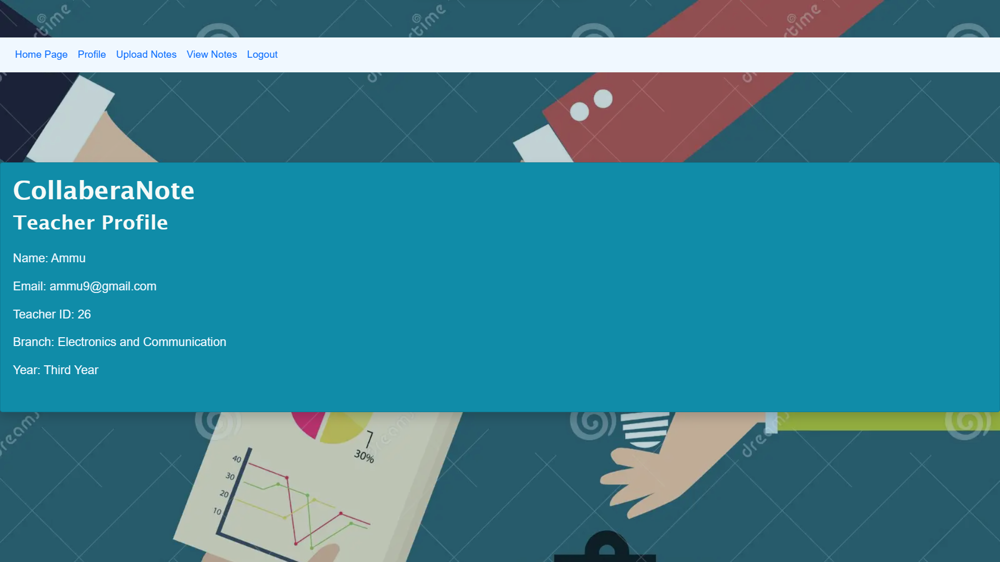 Home Page Profile Upload Notes View Notes Logout
CollaberaNote
Teacher Profile
Name: Ammu
Email: ammu9@gmail.com
Teacher ID: 26
Branch: Electronics and Communication
Year: Third Year
30%
40
30
20
10